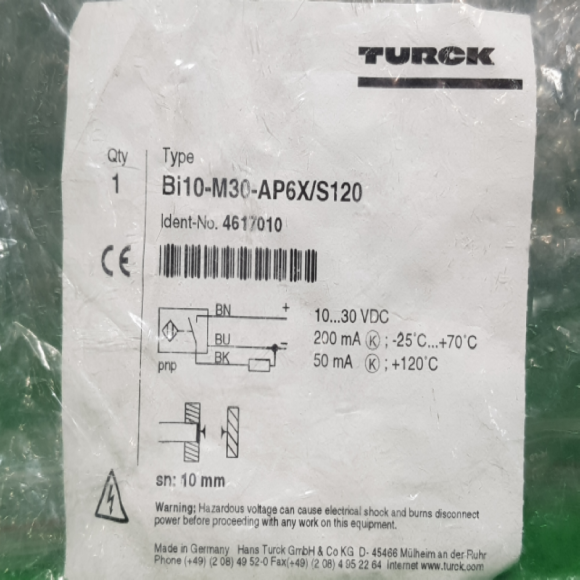 TURCK
Qty Type
1 Bi10-M30-AP6X/S120
Ident-No. 4617010
CE
BN +
10...30 VDC
BU -
200 mA K ; -25°C...+70°C
BK
50 mA K ; +120°C
pnp
sn: 10 mm
Warning: Hazardous voltage can cause electrical shock and burns disconnect
power before proceeding with any work on this equipment.
Made in Germany Hans Turck GmbH & Co KG D- 45466 Mülheim an der Ruhr
Phone (+49) (2 08) 49 52-0 Fax(+49) (2 08) 4 95 22 64 internet www.turck.com